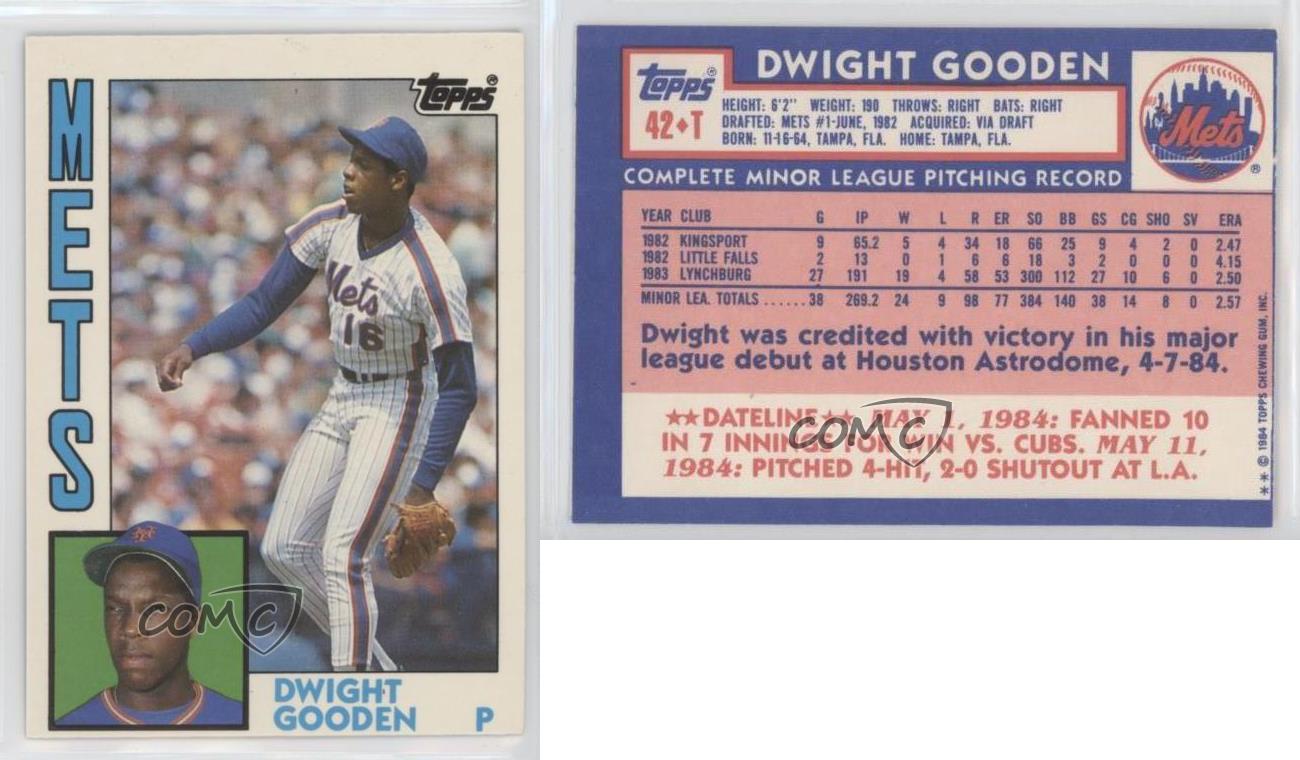 METS
Topps®
Mets
16
COMC
DWIGHT
GOODEN
P
Topps®
42♦T
DWIGHT GOODEN
HEIGHT: 6'2" WEIGHT: 190 THROWS: RIGHT BATS: RIGHT
DRAFTED: METS #1-JUNE, 1982 ACQUIRED: VIA DRAFT
BORN: 11-16-64, TAMPA, FLA. HOME: TAMPA, FLA.
Mets
®
COMPLETE MINOR LEAGUE PITCHING RECORD
YEAR CLUB G IP W L R ER SO BB GS CG SHO SV ERA
1982 KINGSPORT 9 65.2 5 4 34 18 66 25 9 4 2 0 2.47
1982 LITTLE FALLS 2 13 0 1 6 6 18 3 2 0 0 0 4.15
1983 LYNCHBURG 27 191 19 4 58 53 300 112 27 10 6 0 2.50
MINOR LEA. TOTALS ...... 38 269.2 24 9 98 77 384 140 38 14 8 0 2.57
Dwight was credited with victory in his major
league debut at Houston Astrodome, 4-7-84.
★★DATELINE★★ MAY 1, 1984: FANNED 10
IN 7 INNINGS FOR WIN VS. CUBS. MAY 11,
1984: PITCHED 4-HIT, 2-0 SHUTOUT AT L.A.
COMC
** © 1984 TOPPS CHEWING GUM, INC.